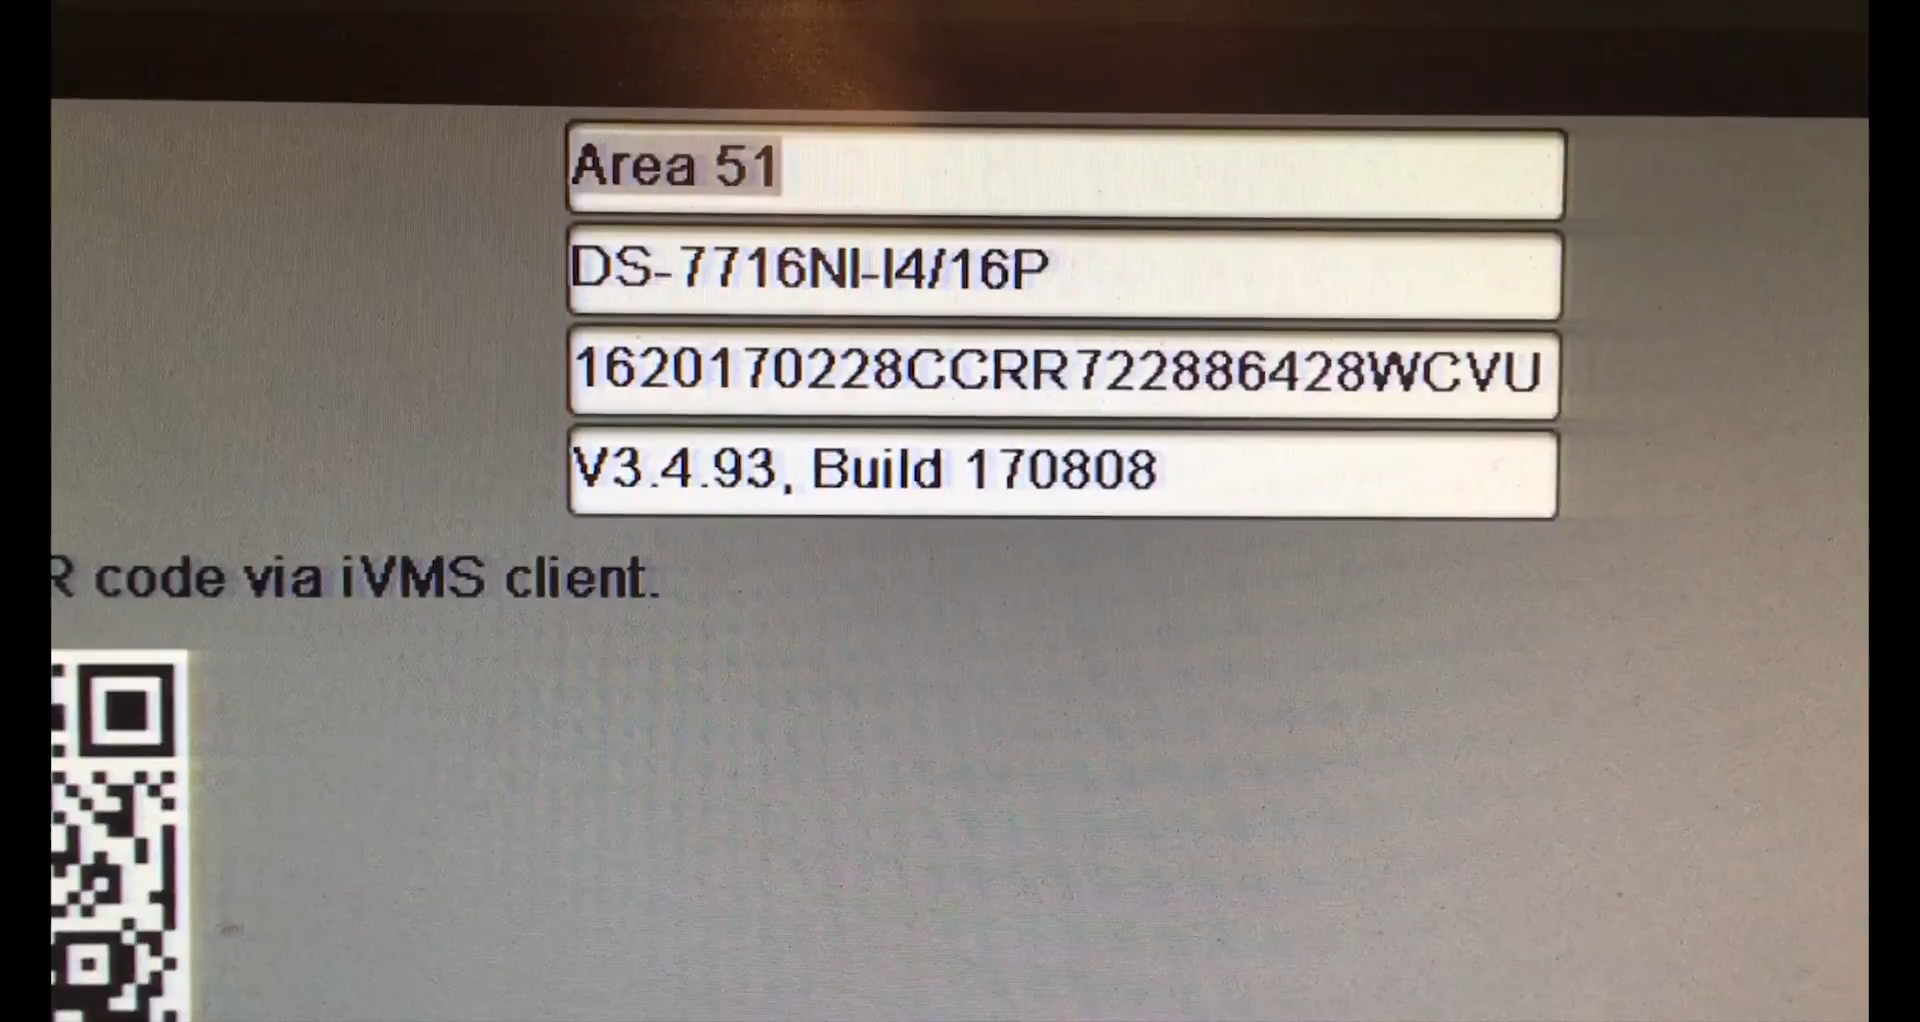 Area 51
DS-7716NI-I4/16P
1620170228CCRR722886428WCVU
V3.4.93, Build 170808
R code via iVMS client.